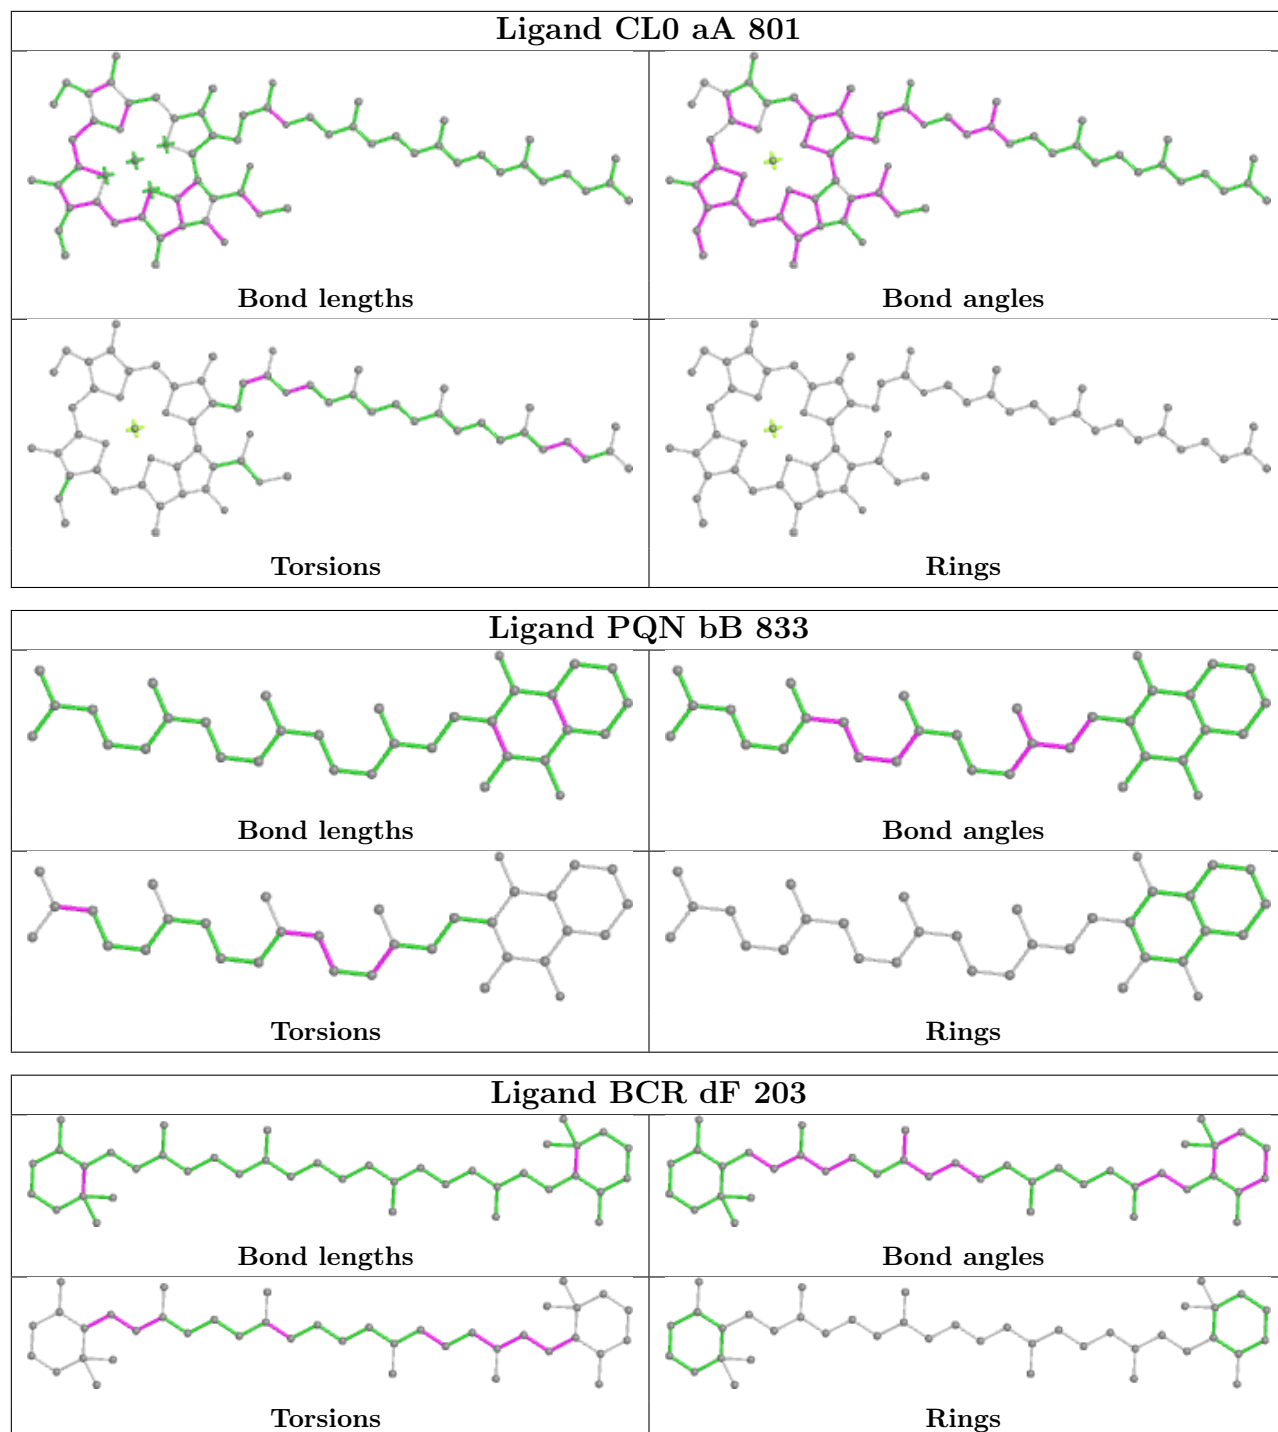 Ligand CL0 aA 801
Bond lengths
Bond angles
Torsions
Rings
Ligand PQN bB 833
Bond lengths
Bond angles
Torsions
Rings
Ligand BCR dF 203
Bond lengths
Bond angles
Torsions
Rings